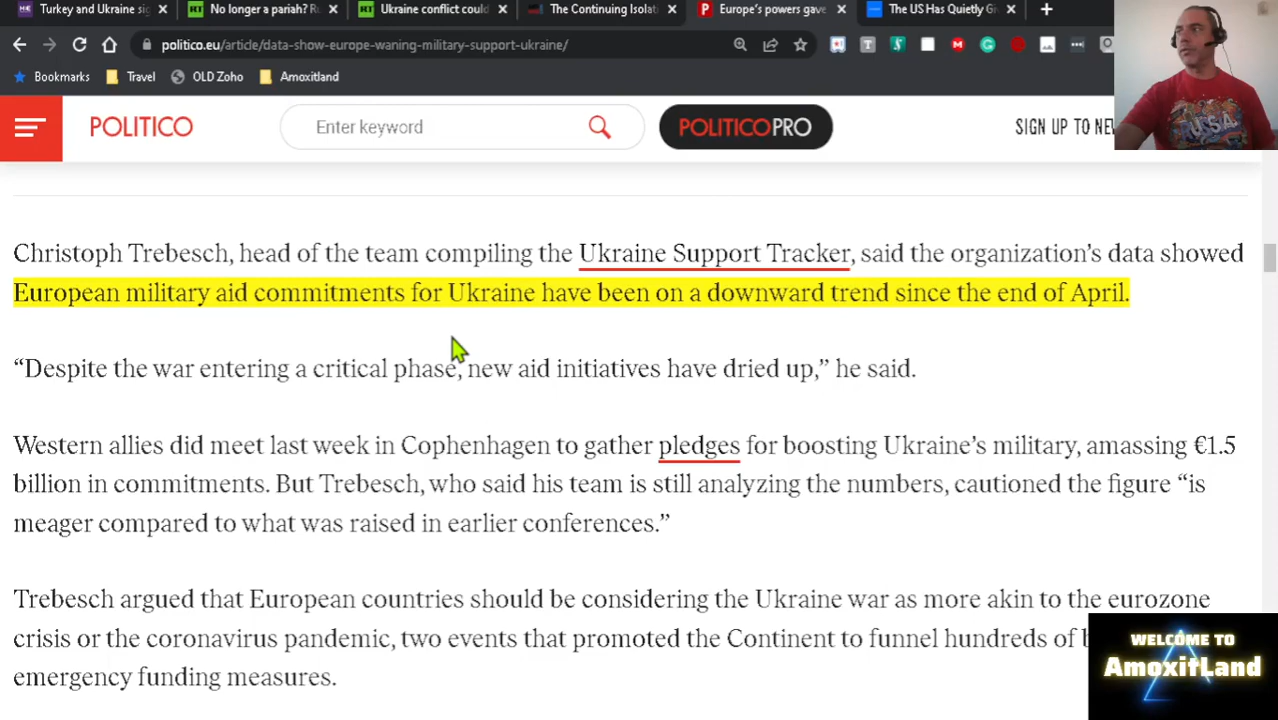 Turkey and Ukraine si
No longer a pariah? R
Ukraine conflict could
The Continuing Isolat
Europe's powers gave
The US Has Quietly G
politico.eu/article/data-show-europe-waning-military-support-ukraine/
Bookmarks Travel OLD Zoho Amoxitland
POLITICO Enter keyword POLITICOPRO SIGN UP TO NEW
Christoph Trebesch, head of the team compiling the Ukraine Support Tracker, said the organization's data showed
European military aid commitments for Ukraine have been on a downward trend since the end of April.
“Despite the war entering a critical phase, new aid initiatives have dried up,” he said.
Western allies did meet last week in Cophenhagen to gather pledges for boosting Ukraine's military, amassing €1.5
billion in commitments. But Trebesch, who said his team is still analyzing the numbers, cautioned the figure “is
meager compared to what was raised in earlier conferences.”
Trebesch argued that European countries should be considering the Ukraine war as more akin to the eurozone
crisis or the coronavirus pandemic, two events that promoted the Continent to funnel hundreds of b
emergency funding measures.
WELCOME TO
AmoxitLand